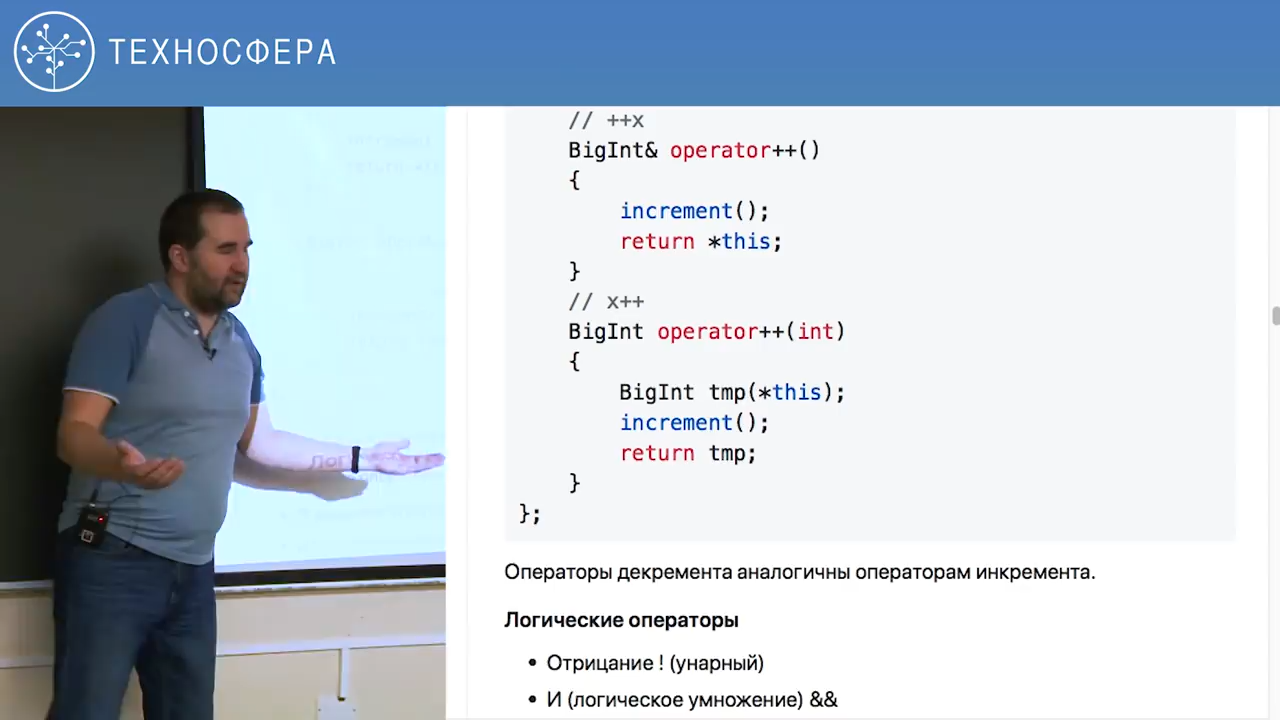 ТЕХНОСФЕРА
// ++x
BigInt& operator++()
{
increment();
return *this;
}
// x++
BigInt operator++(int)
{
BigInt tmp(*this);
increment();
return tmp;
}
};
Операторы декремента аналогичны операторам инкремента.
Логические операторы
• Отрицание ! (унарный)
• И (логическое умножение) &&